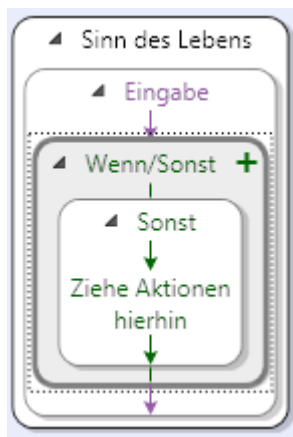 Sinn des Lebens
Eingabe
Wenn/Sonst +
Sonst
Ziehe Aktionen
hierhin